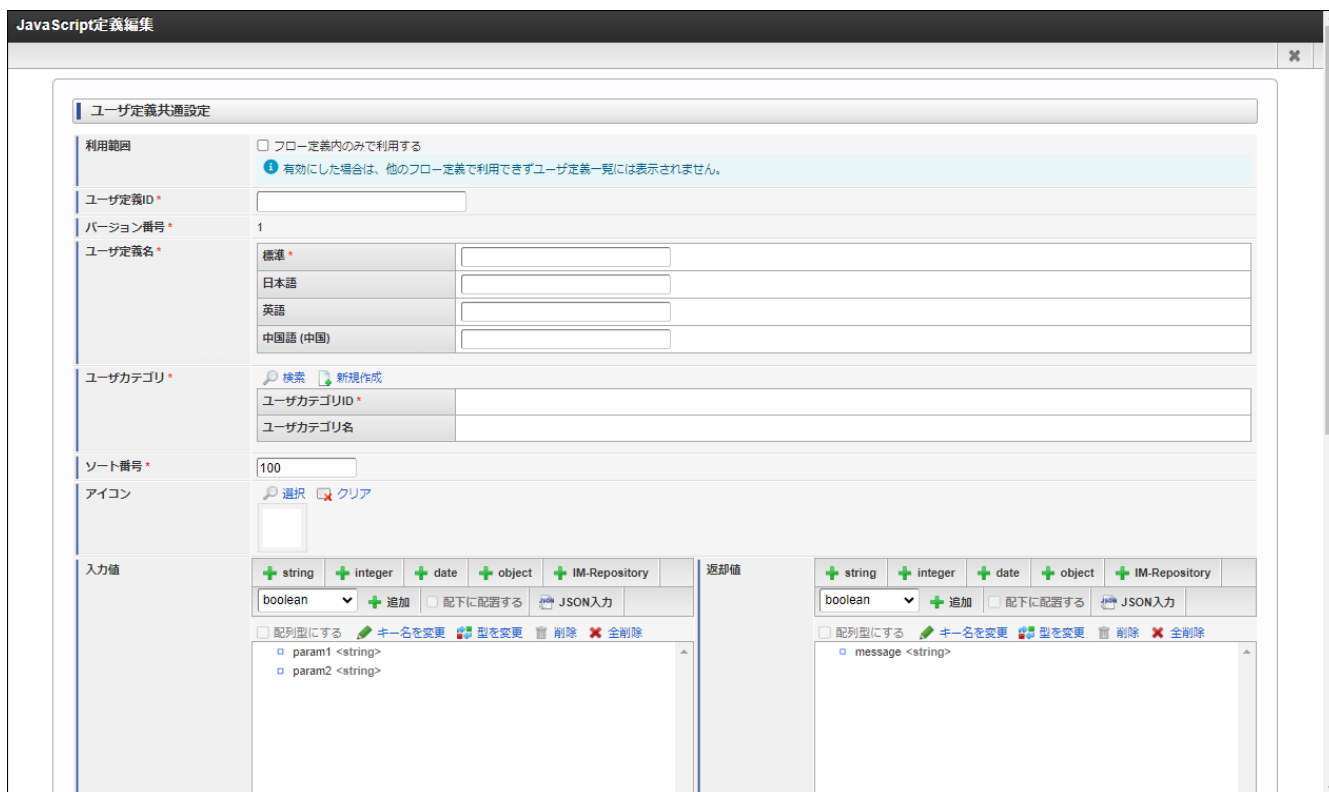 JavaScript定義編集
ユーザ定義共通設定
利用範囲
フロー定義内のみで利用する
有効にした場合は、他のフロー定義で利用できずユーザ定義一覧には表示されません。
ユーザ定義ID *
バージョン番号 * 1
ユーザ定義名 *
標準 *
日本語
英語
中国語 (中国)
ユーザカテゴリ *
検索 新規作成
ユーザカテゴリID *
ユーザカテゴリ名
ソート番号 * 100
アイコン
選択 クリア
入力値
string integer date object IM-Repository
boolean 追加 配下に配置する JSON入力
配列型にする キー名を変更 型を変更 削除 全削除
param1 <string>
param2 <string>
返却値
string integer date object IM-Repository
boolean 追加 配下に配置する JSON入力
配列型にする キー名を変更 型を変更 削除 全削除
message <string>